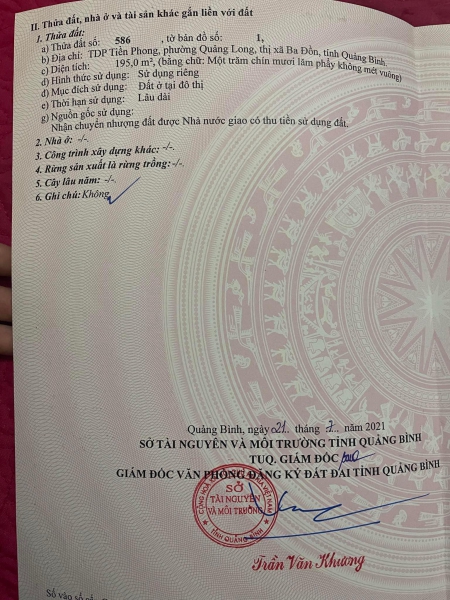 II. Thửa đất, nhà ở và tài sản khác gắn liền với đất
1. Thửa đất:
a) Thửa đất số: 586 , tờ bản đồ số: 1,
b) Địa chỉ: TDP Tiền Phong, phường Quảng Long, thị xã Ba Đồn, tỉnh Quảng Bình,
c) Diện tích: 195,0 m², (bằng chữ: Một trăm chín mươi lăm phẩy không mét vuông)
d) Hình thức sử dụng: Sử dụng riêng
đ) Mục đích sử dụng: Đất ở tại đô thị
e) Thời hạn sử dụng: Lâu dài
g) Nguồn gốc sử dụng:
Nhận chuyển nhượng đất được Nhà nước giao có thu tiền sử dụng đất.
2. Nhà ở: -/-.
3. Công trình xây dựng khác: -/-.
4. Rừng sản xuất là rừng trồng: -/-.
5. Cây lâu năm: -/-.
6. Ghi chú: Không
Quảng Bình, ngày 21 tháng 7 năm 2021
SỞ TÀI NGUYÊN VÀ MÔI TRƯỜNG TỈNH QUẢNG BÌNH
TUQ. GIÁM ĐỐC
GIÁM ĐỐC VĂN PHÒNG ĐĂNG KÝ ĐẤT ĐAI TỈNH QUẢNG BÌNH
SỞ
TÀI NGUYÊN
VÀ MÔI TRƯỜNG
TỈNH QUẢNG BÌNH
Trần Văn Khương